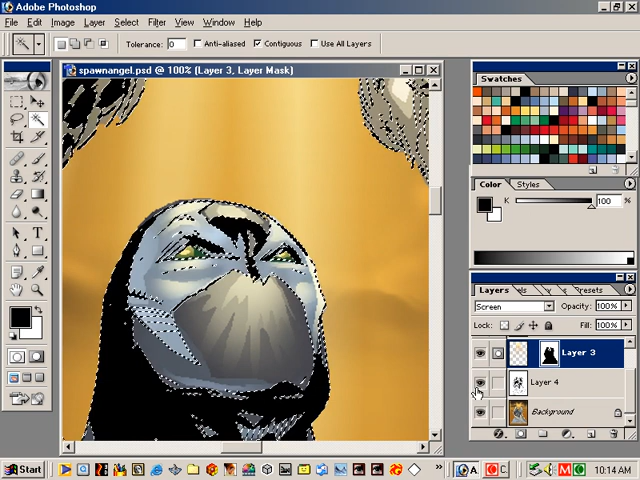 Adobe Photoshop
File Edit Image Layer Select Filter View Window Help
Tolerance: 0 Anti-aliased Contiguous Use All Layers
spawnangel.psd @ 100% (Layer 3, Layer Mask)
Swatches
Color Styles
K 100 %
Layers els resets
Screen Opacity: 100%
Lock: Fill: 100%
Layer 3
Layer 4
Background
Start A. C. 10:14 AM